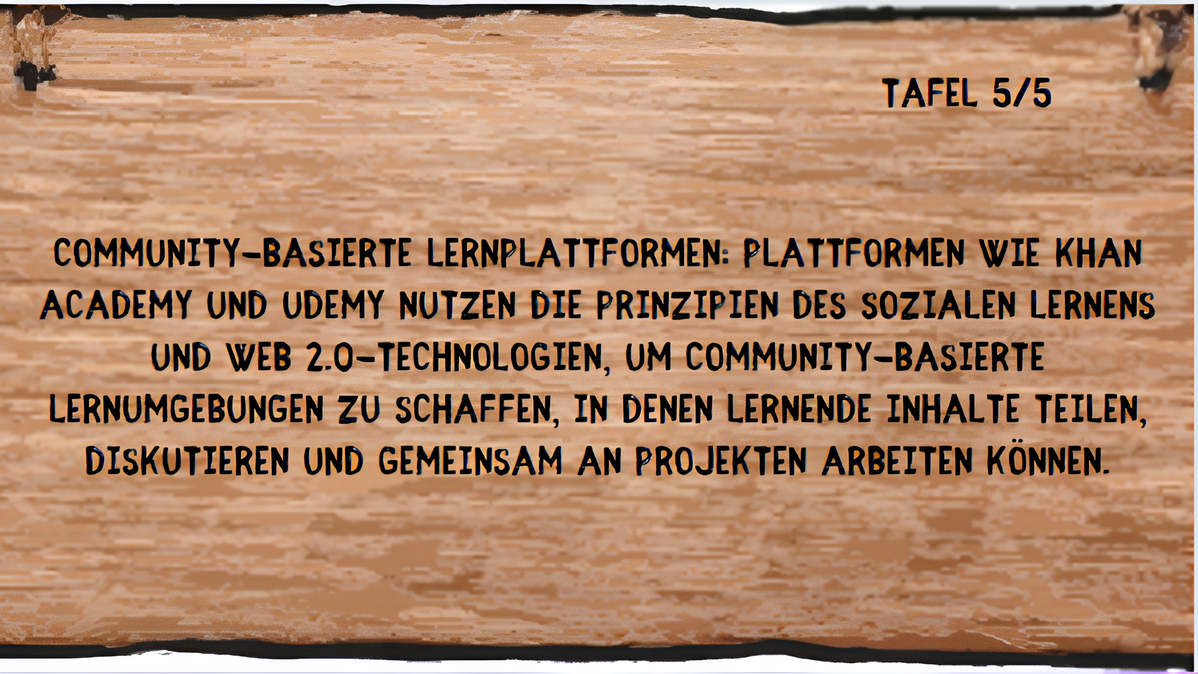 TAFEL 5/5
COMMUNITY-BASIERTE LERNPLATTFORMEN: PLATTFORMEN WIE KHAN
ACADEMY UND UDEMY NUTZEN DIE PRINZIPIEN DES SOZIALEN LERNENS
UND WEB 2.0-TECHNOLOGIEN, UM COMMUNITY-BASIERTE
LERNUMGEBUNGEN ZU SCHAFFEN, IN DENEN LERNENDE INHALTE TEILEN,
DISKUTIEREN UND GEMEINSAM AN PROJEKTEN ARBEITEN KÖNNEN.